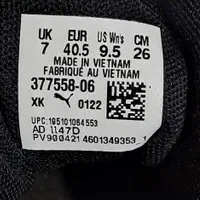 UK EUR US Wn's CM
7 40.5 9.5 26
MADE IN VIETNAM
FABRIQUÉ AU VIETNAM
377558-06
XK 0122
UPC:195101064553
AD 1147D
PV900421 4601349353_1